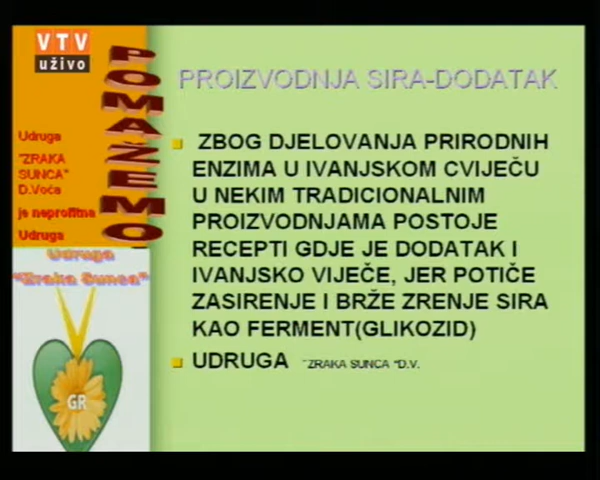 VTV
uživo
POMAŽEMO
Udruga
"ZRAKA
SUNCA"
D.Voća
je neprofitna
Udruga
Udruga
"Zraka Sunca"
GR
PROIZVODNJA SIRA-DODATAK
ZBOG DJELOVANJA PRIRODNIH
ENZIMA U IVANJSKOM CVIJEČU
U NEKIM TRADICIONALNIM
PROIZVODNJAMA POSTOJE
RECEPTI GDJE JE DODATAK I
IVANJSKO VIJEČE, JER POTIČE
ZASIRENJE I BRŽE ZRENJE SIRA
KAO FERMENT(GLIKOZID)
UDRUGA "ZRAKA SUNCA "D.V.